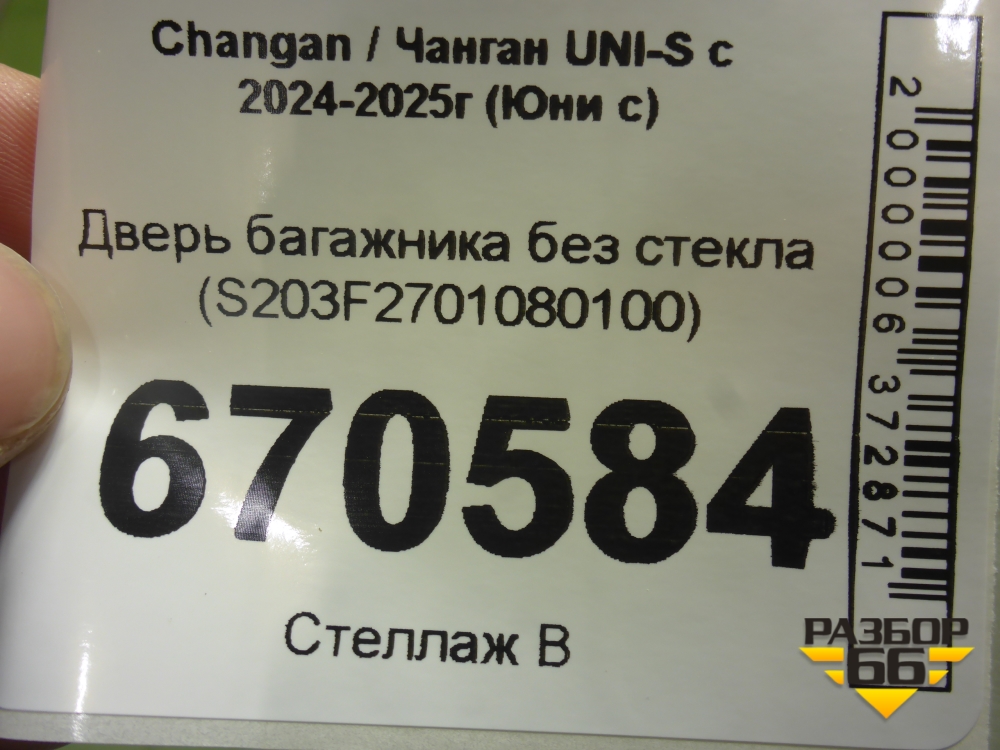 Changan / Чанган UNI-S с
2024-2025г (Юни с)
Дверь багажника без стекла
(S203F2701080100)
670584
Стеллаж В
2000006372871
РАЗБОР
66